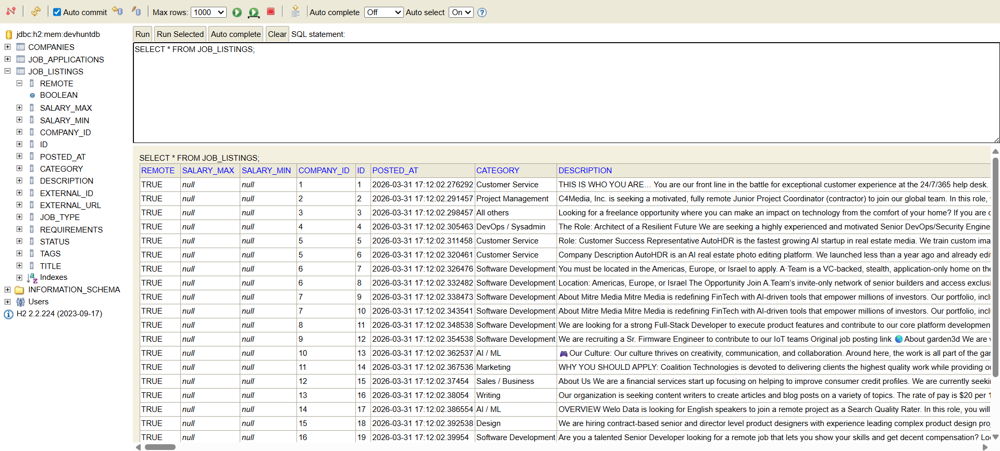 Auto commit Max rows: 1000 Auto complete Off Auto select On
jdbc:h2:mem:devhuntdb
COMPANIES
JOB_APPLICATIONS
JOB_LISTINGS
REMOTE
BOOLEAN
SALARY_MAX
SALARY_MIN
COMPANY_ID
ID
POSTED_AT
CATEGORY
DESCRIPTION
EXTERNAL_ID
EXTERNAL_URL
JOB_TYPE
REQUIREMENTS
STATUS
TAGS
TITLE
Indexes
INFORMATION_SCHEMA
Users
H2 2.2.224 (2023-09-17)
Run Run Selected Auto complete Clear SQL statement:
SELECT * FROM JOB_LISTINGS;
SELECT * FROM JOB_LISTINGS;
REMOTE SALARY_MAX SALARY_MIN COMPANY_ID ID POSTED_AT CATEGORY DESCRIPTION
TRUE null null 1 1 2026-03-31 17:12:02.276292 Customer Service THIS IS WHO YOU ARE… You are our front line in the battle for exceptional customer experience at the 24/7/365 help desk.
TRUE null null 2 2 2026-03-31 17:12:02.291457 Project Management C4Media, Inc. is seeking a motivated, fully remote Junior Project Coordinator (contractor) to join our global team. In this role,
TRUE null null 3 3 2026-03-31 17:12:02.298457 All others Looking for a freelance opportunity where you can make an impact on technology from the comfort of your home? If you are
TRUE null null 4 4 2026-03-31 17:12:02.305463 DevOps / Sysadmin The Role: Architect of a Resilient Future We are seeking a highly experienced and motivated Senior DevOps/Security Engine
TRUE null null 5 5 2026-03-31 17:12:02.311458 Customer Service Role: Customer Success Representative AutoHDR is the fastest growing AI startup in real estate media. We train custom ima
TRUE null null 5 6 2026-03-31 17:12:02.320461 Customer Service Company Description AutoHDR is an AI real estate photo editing platform. We launched less than a year ago and already edi
TRUE null null 6 7 2026-03-31 17:12:02.326476 Software Development You must be located in the Americas, Europe, or Israel to apply. A·Team is a VC-backed, stealth, application-only home on the
TRUE null null 6 8 2026-03-31 17:12:02.332482 Software Development Location: Americas, Europe, or Israel The Opportunity Join A.Team’s invite-only network of senior builders and access exclusi
TRUE null null 7 9 2026-03-31 17:12:02.338473 Software Development About Mitre Media Mitre Media is redefining FinTech with AI-driven tools that empower millions of investors. Our portfolio, incl
TRUE null null 7 10 2026-03-31 17:12:02.343541 Software Development About Mitre Media Mitre Media is redefining FinTech with AI-driven tools that empower millions of investors. Our portfolio, incl
TRUE null null 8 11 2026-03-31 17:12:02.348538 Software Development We are looking for a strong Full-Stack Developer to execute product features and contribute to our core platform developmen
TRUE null null 9 12 2026-03-31 17:12:02.354538 Software Development We are recruiting a Sr. Firmware Engineer to contribute to our IoT teams Original job posting link 🌎 About garden3d We are
TRUE null null 10 13 2026-03-31 17:12:02.362537 AI / ML 🎮 Our Culture: Our culture thrives on creativity, communication, and collaboration. Around here, the work is all part of the gar
TRUE null null 11 14 2026-03-31 17:12:02.367536 Marketing WHY YOU SHOULD APPLY: Coalition Technologies is devoted to delivering clients the highest quality work while providing
TRUE null null 12 15 2026-03-31 17:12:02.37454 Sales / Business About Us We are a financial services start up focusing on helping to improve consumer credit profiles. We are currently seeki
TRUE null null 13 16 2026-03-31 17:12:02.38054 Writing Our organization is seeking content writers to create articles and blog posts on a variety of topics. The rate of pay is $20 per 1
TRUE null null 14 17 2026-03-31 17:12:02.386554 AI / ML OVERVIEW Welo Data is looking for English speakers to join a remote project as a Search Quality Rater. In this role, you will
TRUE null null 15 18 2026-03-31 17:12:02.392538 Design We are hiring contract-based senior and director level product designers with experience leading complex product design pro
TRUE null null 16 19 2026-03-31 17:12:02.39954 Software Development Are you a talented Senior Developer looking for a remote job that lets you show your skills and get decent compensation? Lo